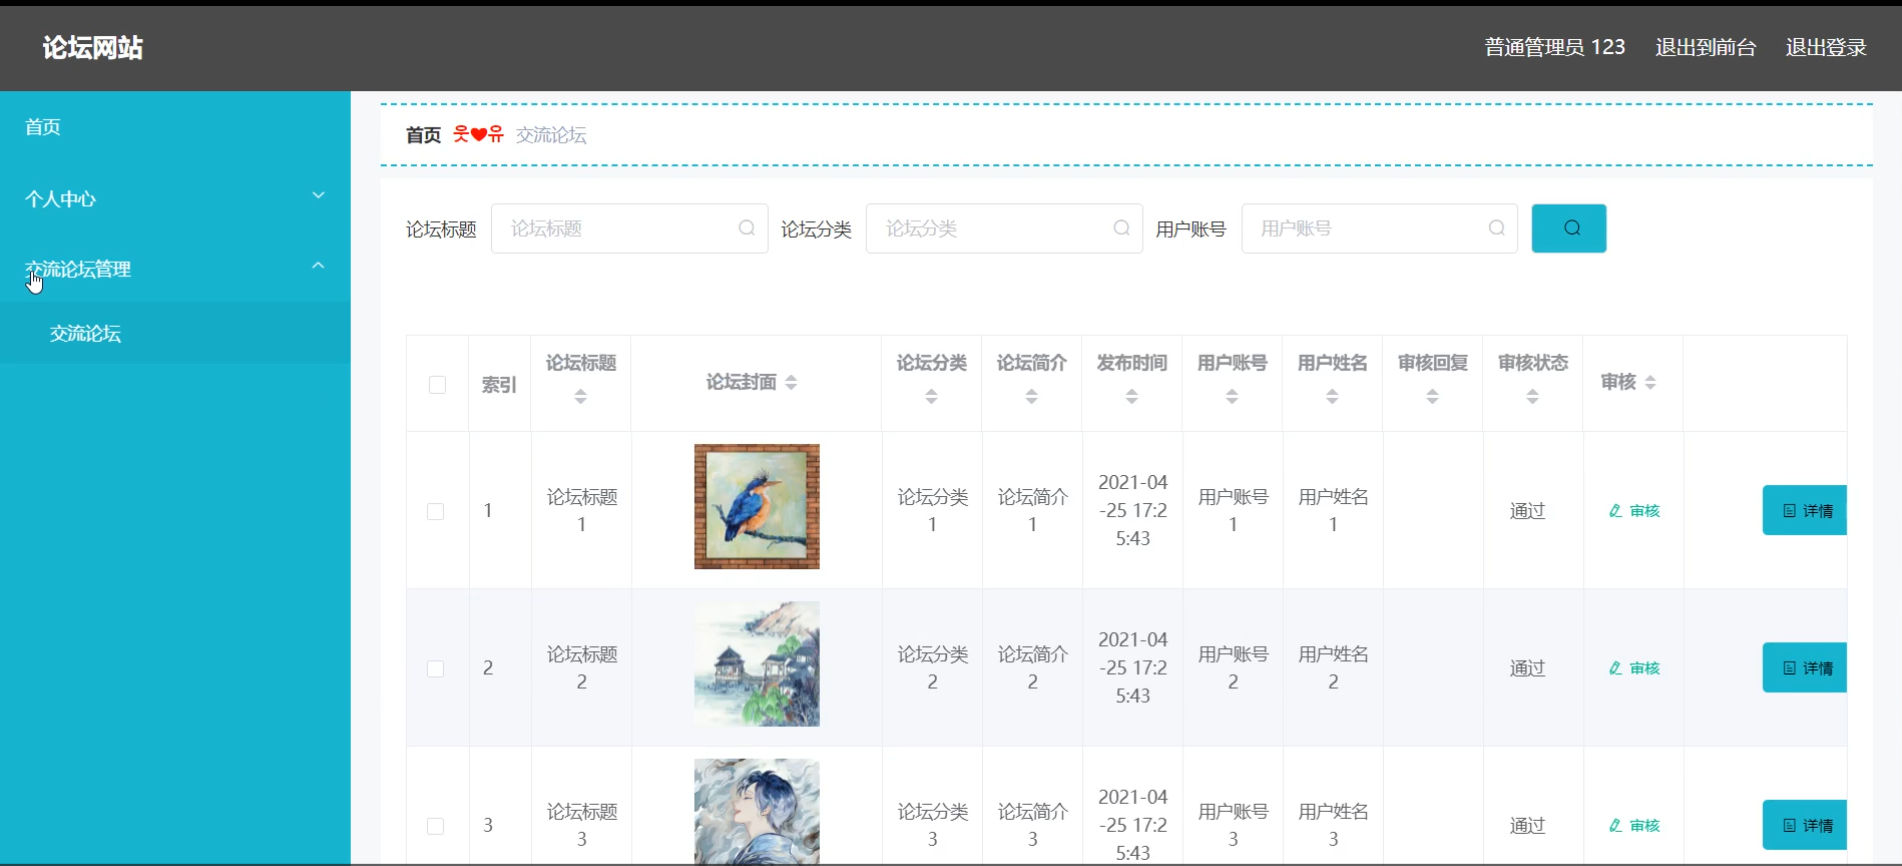 论坛网站
普通管理员 123 退出到前台 退出登录
首页
个人中心
交流论坛管理
交流论坛
首页 웃❤유 交流论坛
论坛标题 论坛标题 论坛分类 论坛分类 用户账号 用户账号
索引 论坛标题 论坛封面 论坛分类 论坛简介 发布时间 用户账号 用户姓名 审核回复 审核状态 审核
1 论坛标题 论坛分类 论坛简介 2021-04 用户账号 用户姓名 通过 审核 详情
1 1 1 -25 17:2 1 1
5:43
2 论坛标题 论坛分类 论坛简介 2021-04 用户账号 用户姓名 通过 审核 详情
2 2 2 -25 17:2 2 2
5:43
3 论坛标题 论坛分类 论坛简介 2021-04 用户账号 用户姓名 通过 审核 详情
3 3 3 -25 17:2 3 3
5:43